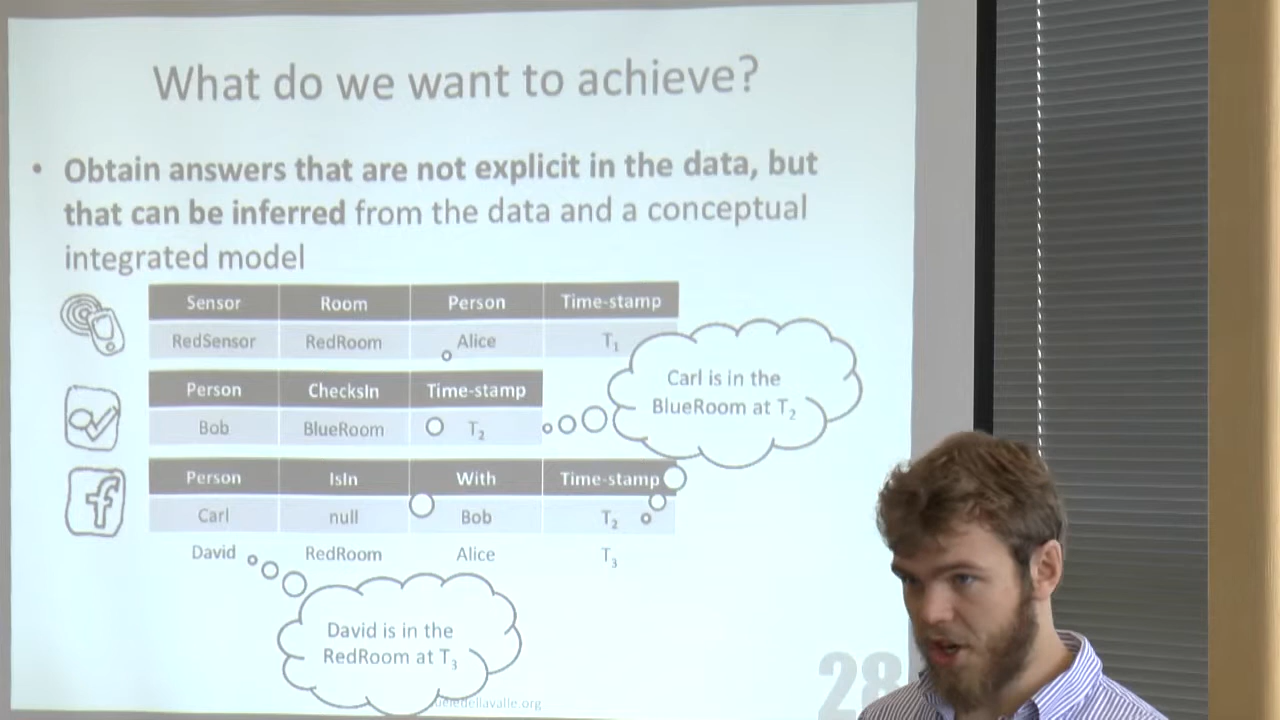 What do we want to achieve?
• Obtain answers that are not explicit in the data, but
that can be inferred from the data and a conceptual
integrated model
Sensor Room Person Time-stamp
RedSensor RedRoom Alice T1
Person ChecksIn Time-stamp
Bob BlueRoom T2
Carl is in the
BlueRoom at T2
Person IsIn With Time-stamp
Carl null Bob T2
David RedRoom Alice T3
David is in the
RedRoom at T3
28